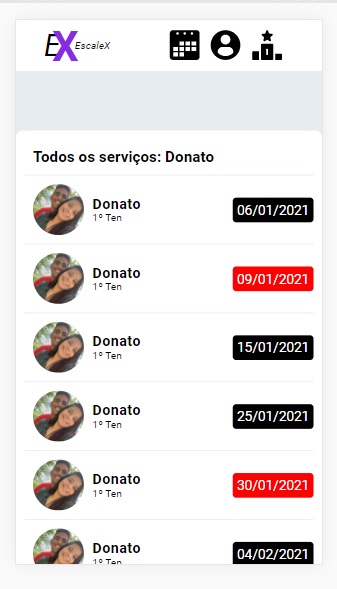 EX EscaleX
Todos os serviços: Donato
Donato
1º Ten
06/01/2021
Donato
1º Ten
09/01/2021
Donato
1º Ten
15/01/2021
Donato
1º Ten
25/01/2021
Donato
1º Ten
30/01/2021
Donato
1º Ten
04/02/2021